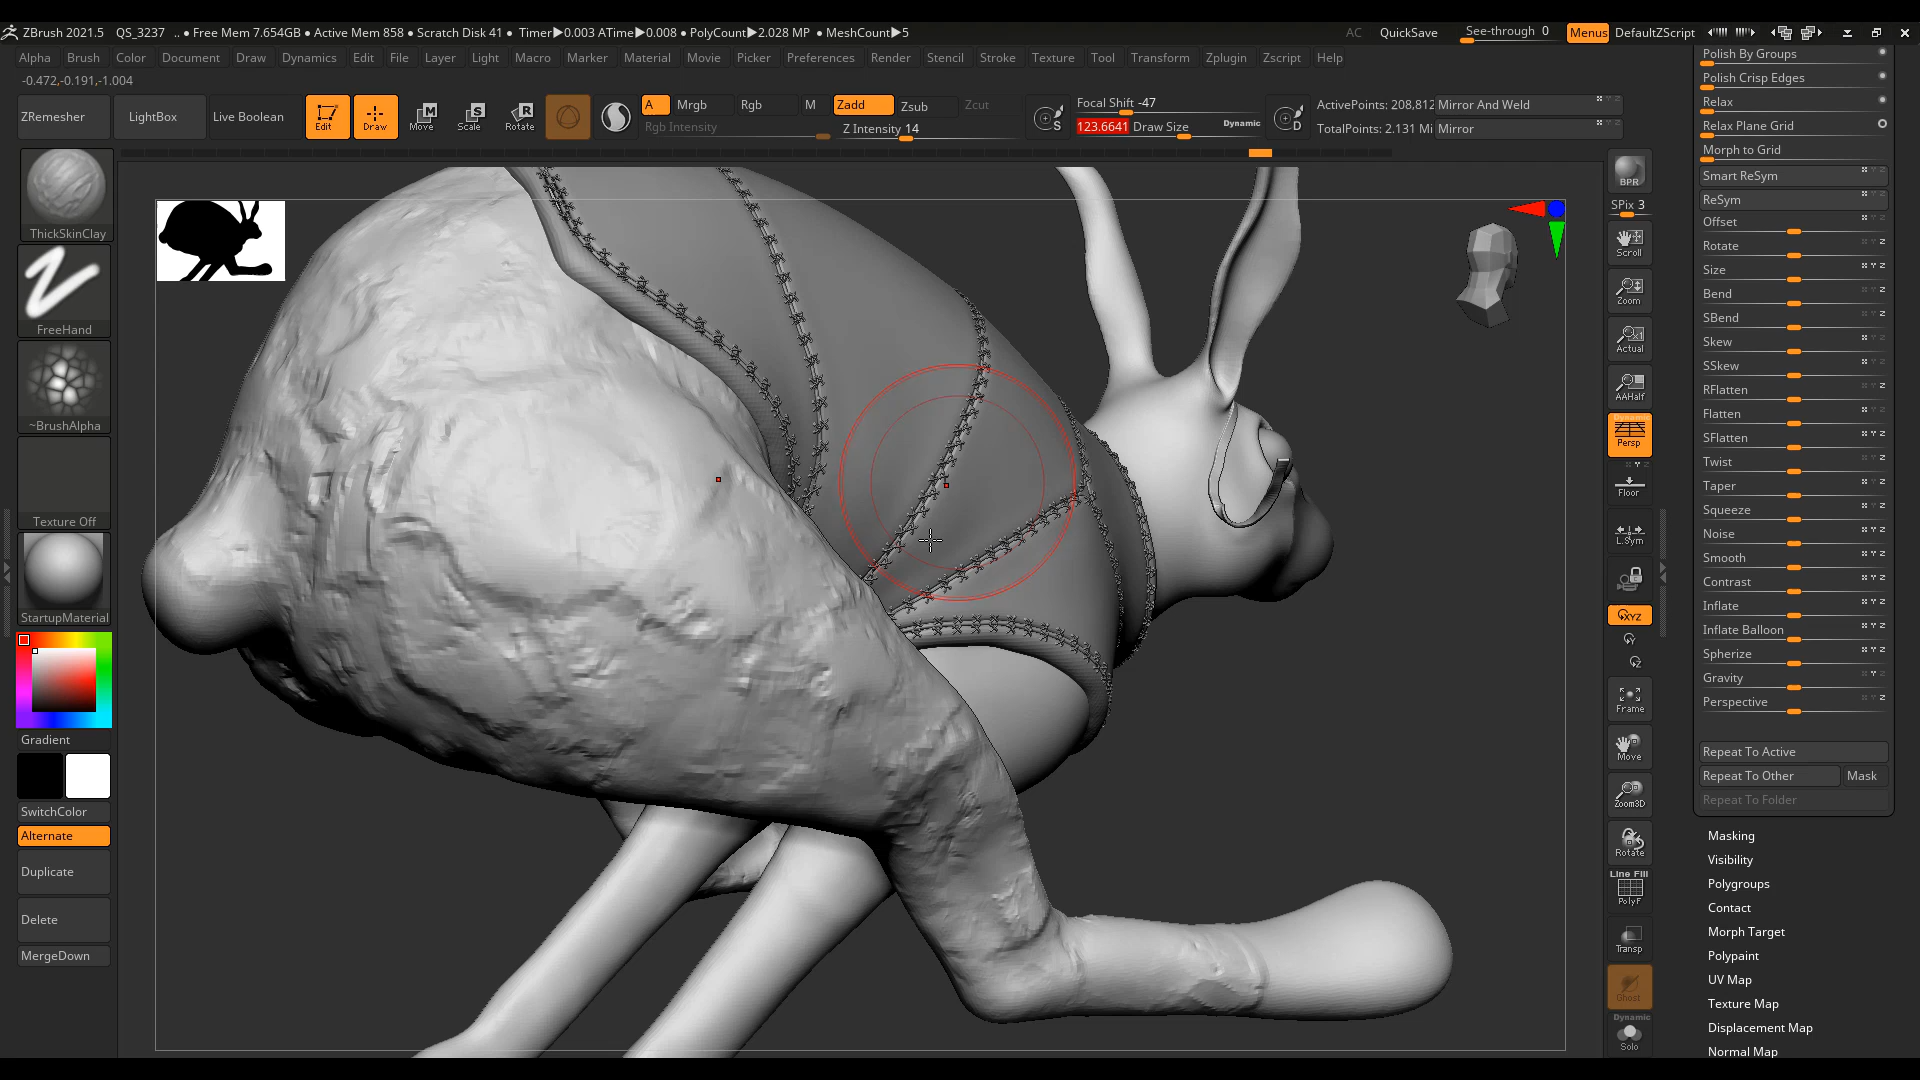 ZBrush 2021.5 QS_3237 .. ● Free Mem 7.654GB ● Active Mem 858 ● Scratch Disk 41 ● Timer▶0.003 ATime▶0.008 ● PolyCount▶2.028 MP ● MeshCount▶5
AC QuickSave See-through 0 Menus DefaultZScript
Alpha Brush Color Document Draw Dynamics Edit File Layer Light Macro Marker Material Movie Picker Preferences Render Stencil Stroke Texture Tool Transform Zplugin Zscript Help
-0.472,-0.191,-1.004
ZRemesher LightBox Live Boolean
Edit Draw Move Scale Rotate
A Mrgb Rgb M Zadd Zsub Zcut
Rgb Intensity Z Intensity 14
S
Focal Shift -47
123.6641 Draw Size Dynamic
D
ActivePoints: 208,812
TotalPoints: 2.131 Mi
Mirror And Weld
Mirror
ThickSkinClay
FreeHand
~BrushAlpha
Texture Off
StartupMaterial
Gradient
SwitchColor
Alternate
Duplicate
Delete
MergeDown
BPR
SPix 3
Scroll
Zoom
Actual
AAHalf
Dynamic
Persp
Floor
L.Sym
XYZ
Y
Z
Frame
Move
Zoom3D
Rotate
Line Fill
PolyF
Transp
Ghost
Dynamic
Solo
Polish By Groups
Polish Crisp Edges
Relax
Relax Plane Grid
Morph to Grid
Smart ReSym
ReSym
Offset
Rotate
Size
Bend
SBend
Skew
SSkew
RFlatten
Flatten
SFlatten
Twist
Taper
Squeeze
Noise
Smooth
Contrast
Inflate
Inflate Balloon
Spherize
Gravity
Perspective
Repeat To Active
Repeat To Other Mask
Repeat To Folder
Masking
Visibility
Polygroups
Contact
Morph Target
Polypaint
UV Map
Texture Map
Displacement Map
Normal Map